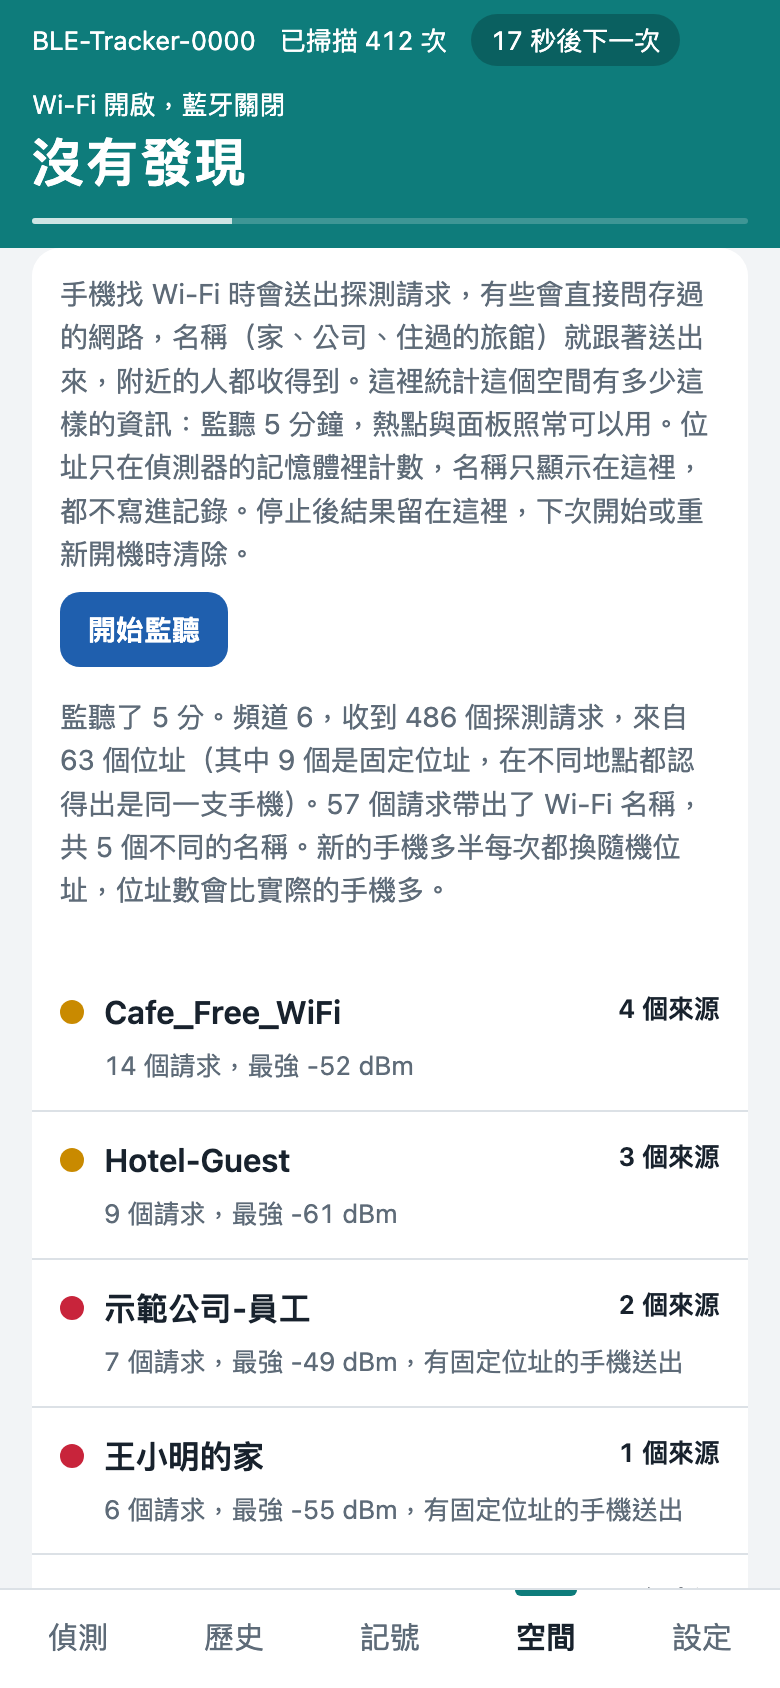 BLE-Tracker-0000 已掃描 412 次 17 秒後下一次
Wi-Fi 開啟，藍牙關閉
沒有發現
手機找 Wi-Fi 時會送出探測請求，有些會直接問存過
的網路，名稱（家、公司、住過的旅館）就跟著送出
來，附近的人都收得到。這裡統計這個空間有多少這
樣的資訊：監聽 5 分鐘，熱點與面板照常可以用。位
址只在偵測器的記憶體裡計數，名稱只顯示在這裡，
都不寫進記錄。停止後結果留在這裡，下次開始或重
新開機時清除。
開始監聽
監聽了 5 分。頻道 6，收到 486 個探測請求，來自
63 個位址（其中 9 個是固定位址，在不同地點都認
得出是同一支手機）。57 個請求帶出了 Wi-Fi 名稱，
共 5 個不同的名稱。新的手機多半每次都換隨機位
址，位址數會比實際的手機多。
Cafe_Free_WiFi 4 個來源
14 個請求，最強 -52 dBm
Hotel-Guest 3 個來源
9 個請求，最強 -61 dBm
示範公司-員工 2 個來源
7 個請求，最強 -49 dBm，有固定位址的手機送出
王小明的家 1 個來源
6 個請求，最強 -55 dBm，有固定位址的手機送出
偵測 歷史 記號 空間 設定